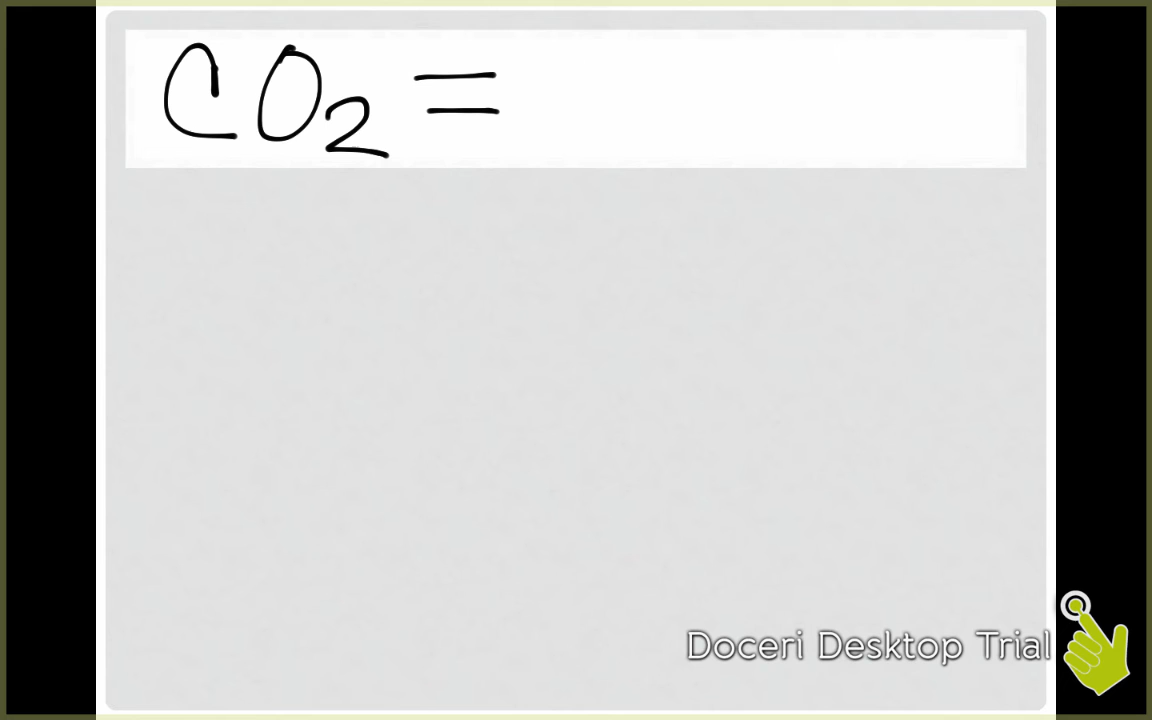 CO₂ =
Doceri Desktop Trial